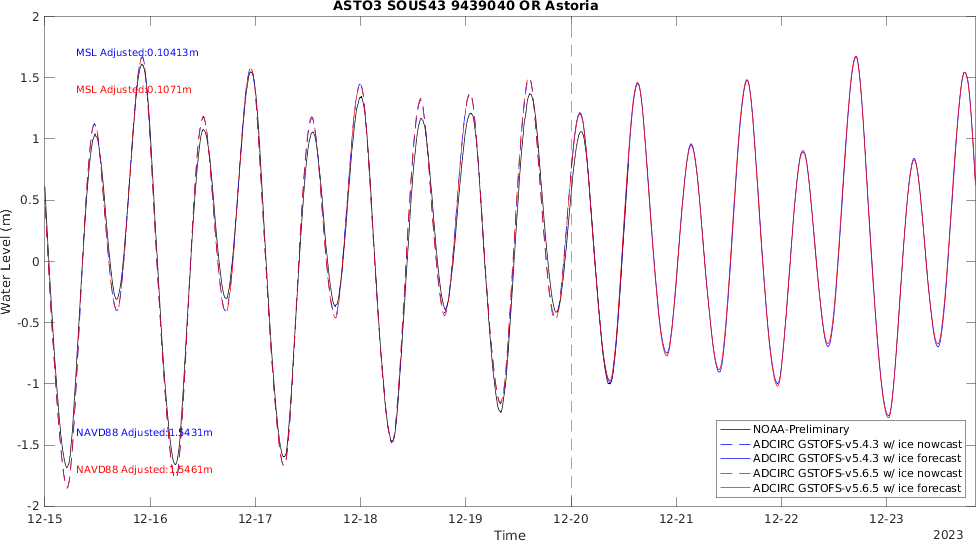 ASTO3 SOUS43 9439040 OR Astoria
2
1.5
1
0.5
0
-0.5
-1
-1.5
-2
Water Level (m)
MSL Adjusted:0.10413m
MSL Adjusted:0.1071m
NAVD88 Adjusted:1.5431m
NAVD88 Adjusted:1.5461m
NOAA-Preliminary
ADCIRC GSTOFS-v5.4.3 w/ ice nowcast
ADCIRC GSTOFS-v5.4.3 w/ ice forecast
ADCIRC GSTOFS-v5.6.5 w/ ice nowcast
ADCIRC GSTOFS-v5.6.5 w/ ice forecast
12-15 12-16 12-17 12-18 12-19 12-20 12-21 12-22 12-23
Time
2023